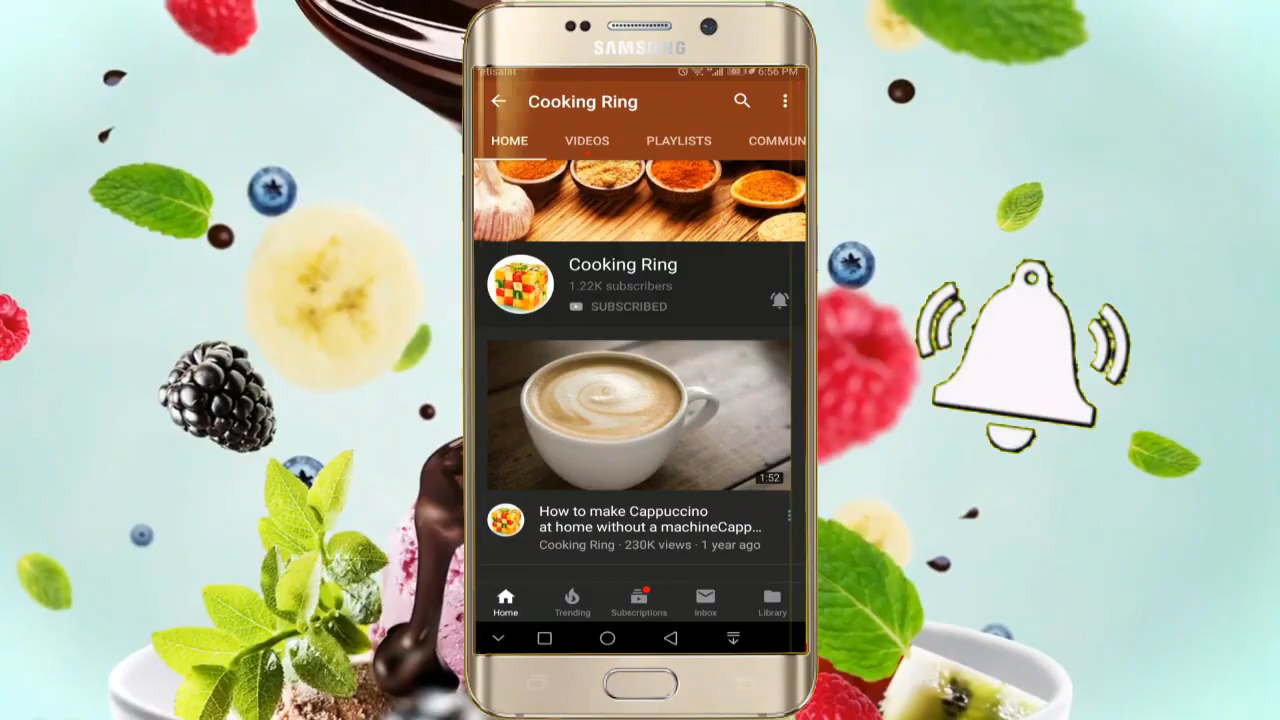 SAMSUNG
etisalat
6:56 PM
Cooking Ring
HOME VIDEOS PLAYLISTS COMMUN
Cooking Ring
1.22K subscribers
SUBSCRIBED
1:52
How to make Cappuccino
at home without a machineCapp...
Cooking Ring · 230K views · 1 year ago
Home Trending Subscriptions Inbox Library